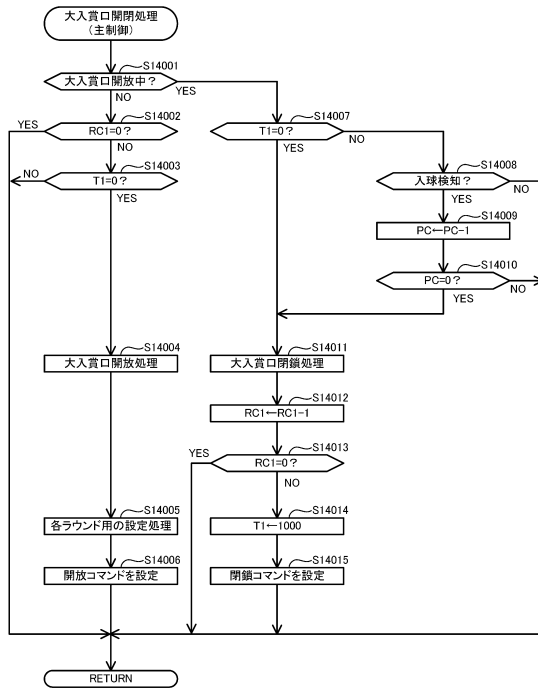 大入賞口開閉処理
(主制御)
S14001
大入賞口開放中？
YES
NO
S14002
YES
RC1=0？
NO
S14003
NO
T1=0？
YES
S14007
T1=0？
NO
YES
S14008
入球検知？
NO
YES
S14009
PC←PC-1
S14010
PC=0？
NO
YES
S14004
大入賞口開放処理
S14011
大入賞口閉鎖処理
S14012
RC1←RC1-1
S14013
YES
RC1=0？
NO
S14005
各ラウンド用の設定処理
S14014
T1←1000
S14006
開放コマンドを設定
S14015
閉鎖コマンドを設定
RETURN